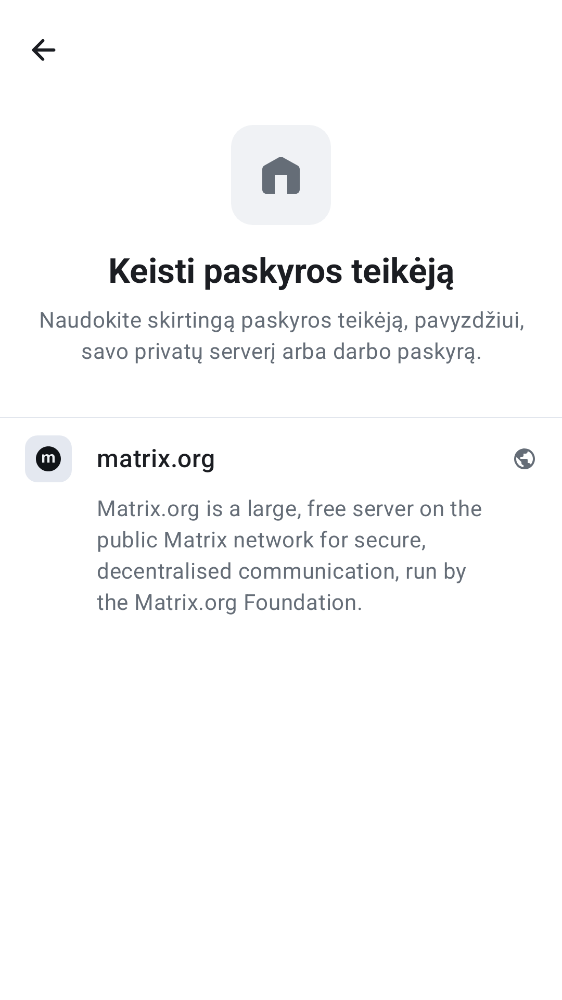 Keisti paskyros teikėją
Naudokite skirtingą paskyros teikėją, pavyzdžiui,
savo privatų serverį arba darbo paskyrą.
m
matrix.org
Matrix.org is a large, free server on the
public Matrix network for secure,
decentralised communication, run by
the Matrix.org Foundation.